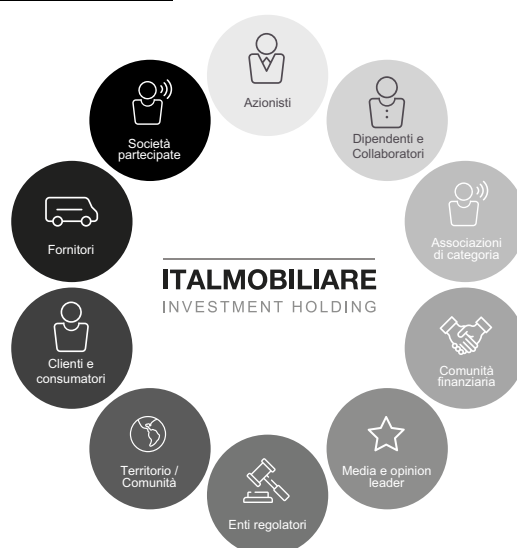 Azionisti
Dipendenti e
Collaboratori
Associazioni
di categoria
Comunità
finanziaria
Media e opinion
leader
Enti regolatori
Territorio /
Comunità
Clienti e
consumatori
Fornitori
Società
partecipate
ITALMOBILIARE
INVESTMENT HOLDING